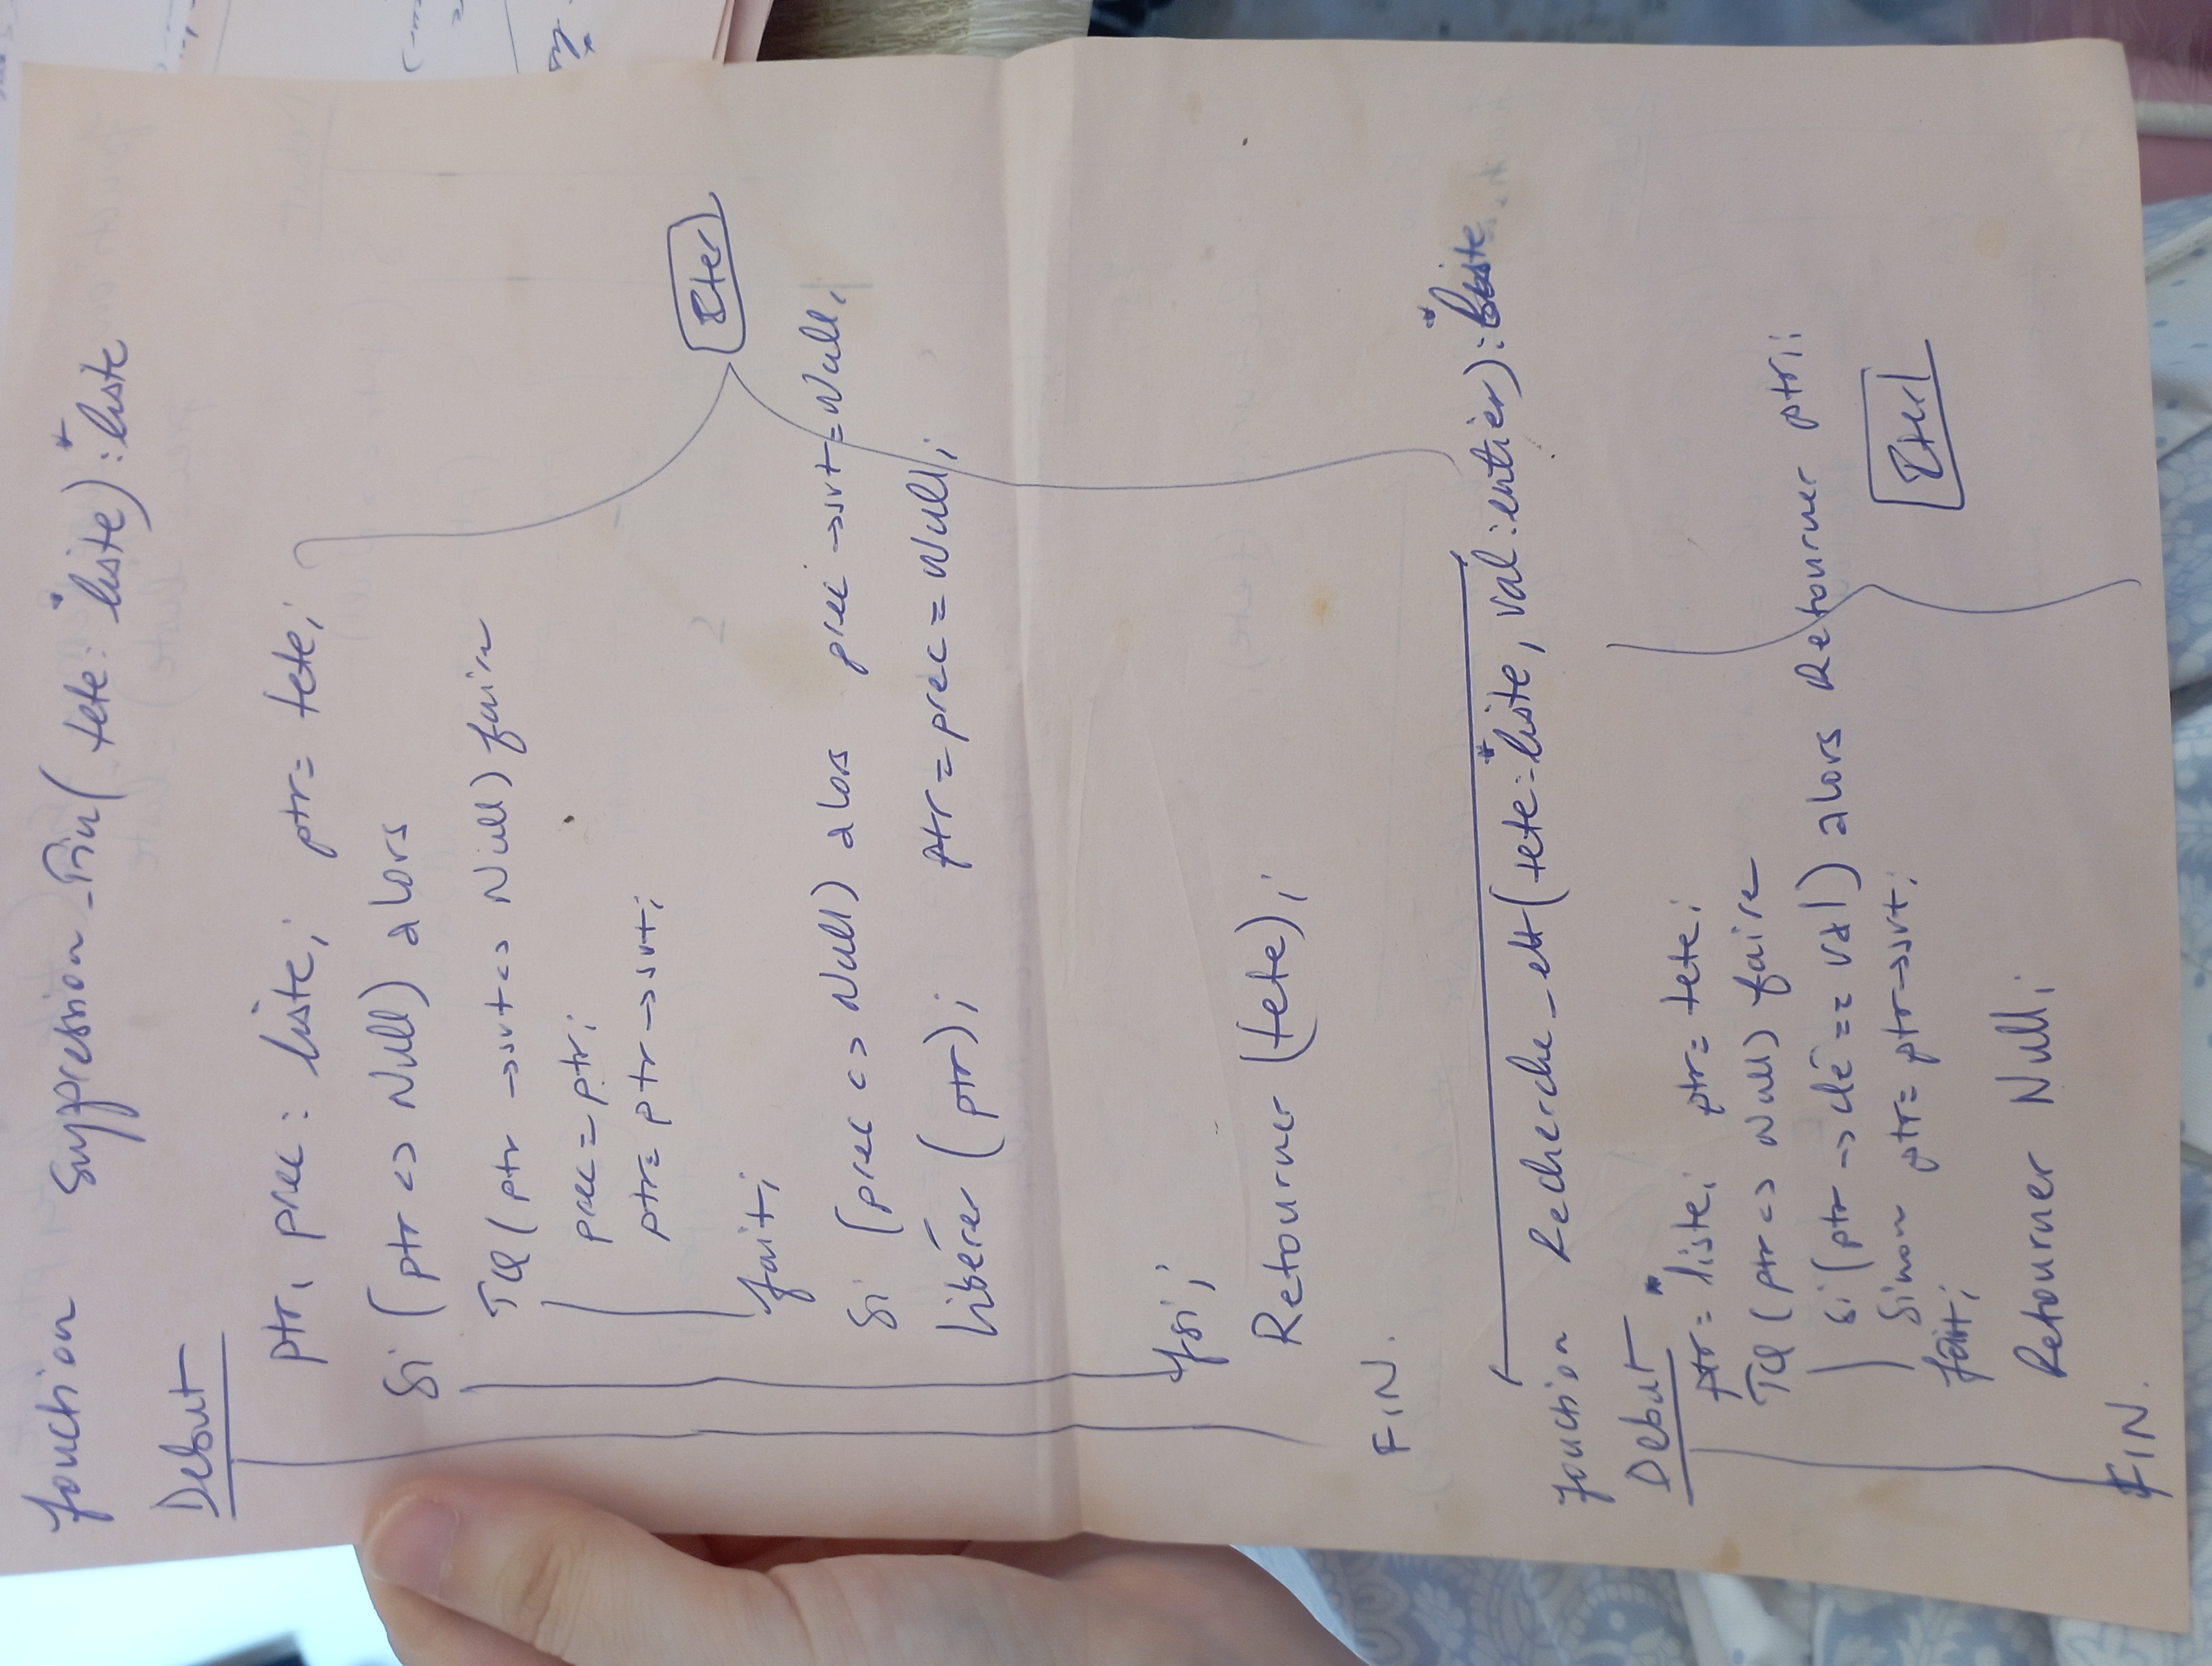 fonction suppression_Fin( tete: *liste) : *liste
Debut
ptr, prec : liste; ptr= tete;
Si (ptr <> Null) alors
TQ (ptr →svt<> Null) faire
prec = ptr;
ptr= ptr →svt;
fait;
Iter
Si (prec <> Null) alors prec →svt=Null;
libérer (ptr); ptr=prec=Null;
fsi;
Retourner (tete);
FIN.
fonction Recherche_elt(tete:*liste, val:entier):*liste
Debut
ptr= *liste; ptr= tete;
TQ (ptr <> Null) faire
Si (ptr →clé == val) alors Retourner ptr;
Sinon ptr= ptr→svt;
Iter
fait;
Retourner Null;
FIN.